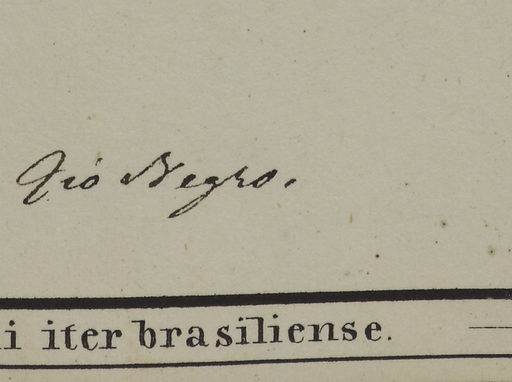 Rio Negro.
i iter brasiliense.